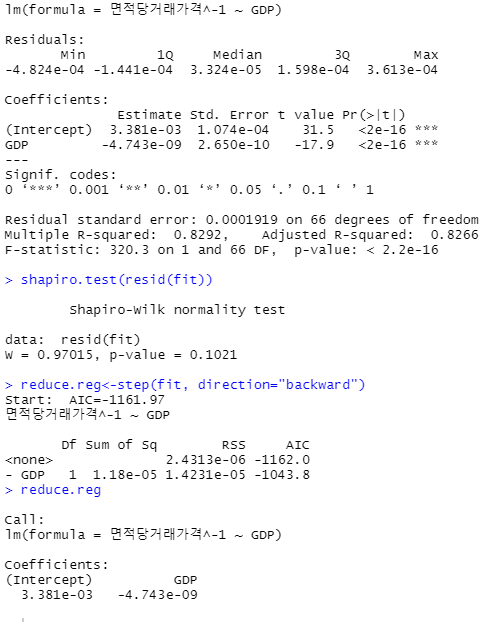 lm(formula = 면적당거래가격^-1 ~ GDP)
Residuals:
Min 1Q Median 3Q Max
-4.824e-04 -1.441e-04 3.324e-05 1.598e-04 3.613e-04
Coefficients:
Estimate Std. Error t value Pr(>|t|)
(Intercept) 3.381e-03 1.074e-04 31.5 <2e-16 ***
GDP -4.743e-09 2.650e-10 -17.9 <2e-16 ***
---
Signif. codes:
0 ‘***’ 0.001 ‘**’ 0.01 ‘*’ 0.05 ‘.’ 0.1 ‘ ’ 1
Residual standard error: 0.0001919 on 66 degrees of freedom
Multiple R-squared: 0.8292, Adjusted R-squared: 0.8266
F-statistic: 320.3 on 1 and 66 DF, p-value: < 2.2e-16
> shapiro.test(resid(fit))
Shapiro-Wilk normality test
data: resid(fit)
W = 0.97015, p-value = 0.1021
> reduce.reg<-step(fit, direction="backward")
Start: AIC=-1161.97
면적당거래가격^-1 ~ GDP
Df Sum of Sq RSS AIC
<none> 2.4313e-06 -1162.0
- GDP 1 1.18e-05 1.4231e-05 -1043.8
> reduce.reg
Call:
lm(formula = 면적당거래가격^-1 ~ GDP)
Coefficients:
(Intercept) GDP
3.381e-03 -4.743e-09